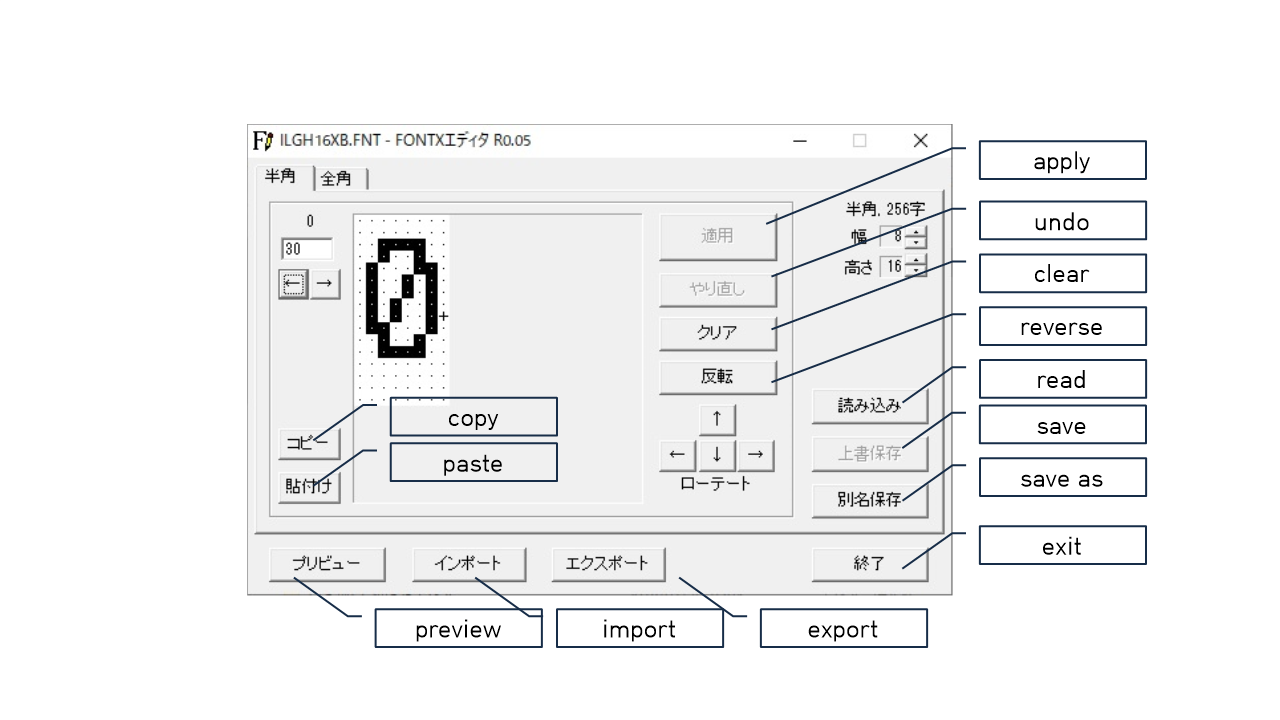 ILGH16XB.FNT - FONTXエディタ R0.05
半角
全角
0
30
←
→
適用
やり直し
クリア
反転
↑
←
↓
→
ローテート
半角, 256字
幅 8
高さ 16
読み込み
上書保存
別名保存
コピー
貼付け
プリビュー
インポート
エクスポート
終了
apply
undo
clear
reverse
read
save
save as
exit
copy
paste
preview
import
export